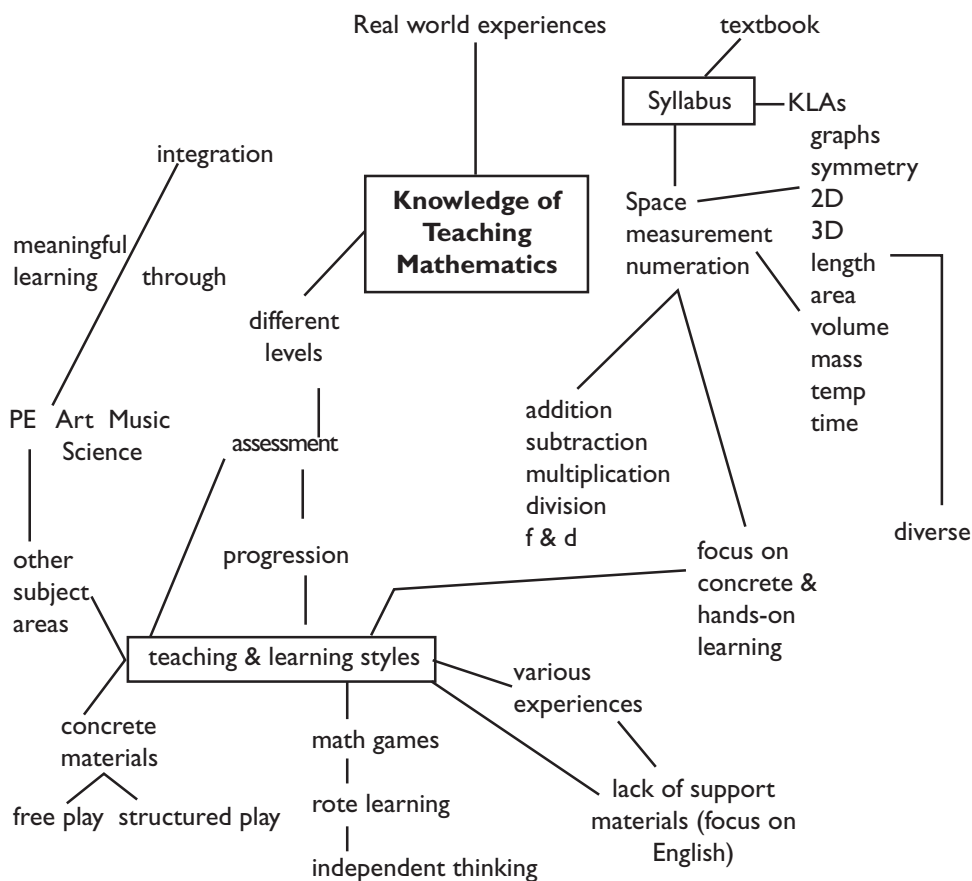 Real world experiences
textbook
Syllabus
KLAs
graphs
symmetry
2D
3D
length
area
volume
mass
temp
time
integration
Knowledge of
Teaching
Mathematics
Space
measurement
numeration
meaningful
learning through
different
levels
PE Art Music
Science
assessment
addition
subtraction
multiplication
division
f & d
diverse
other
subject
areas
progression
focus on
concrete &
hands-on
learning
teaching & learning styles
various
experiences
concrete
materials
math games
free play structured play
rote learning
lack of support
materials (focus on
English)
independent thinking